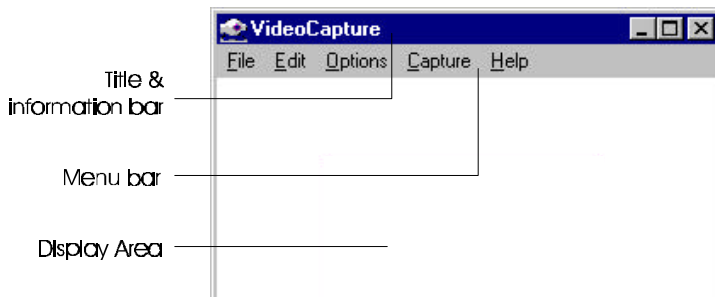 VideoCapture
File Edit Options Capture Help
Title &
information bar
Menu bar
Display Area